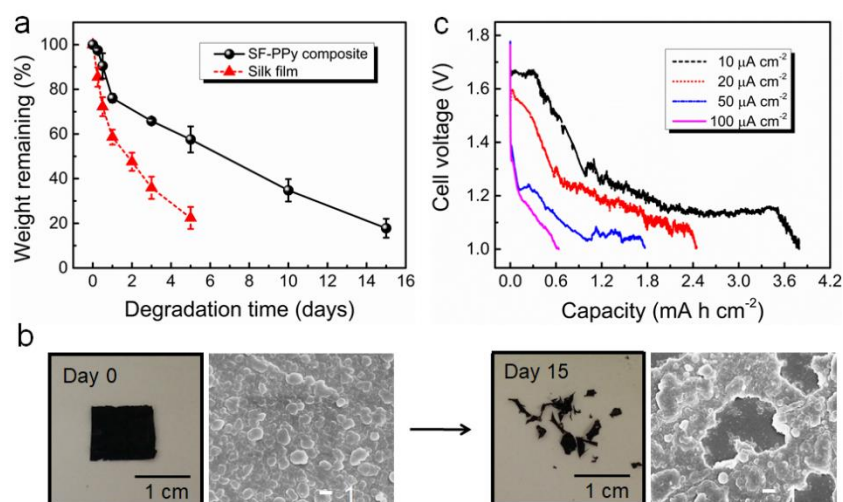 a
100
80
60
40
20
0
Weight remaining (%)
0 2 4 6 8 10 12 14 16
Degradation time (days)
SF-PPy composite
Silk film
c
1.8
1.6
1.4
1.2
1.0
Cell voltage (V)
0.0 0.6 1.2 1.8 2.4 3.0 3.6 4.2
Capacity (mA h cm⁻²)
10 μA cm⁻²
20 μA cm⁻²
50 μA cm⁻²
100 μA cm⁻²
b
Day 0
1 cm
Day 15
1 cm